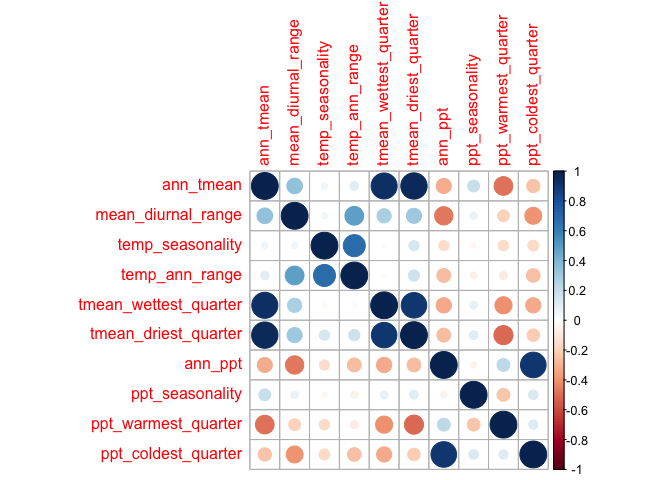 ann_tmean
mean_diurnal_range
temp_seasonality
temp_ann_range
tmean_wettest_quarter
tmean_driest_quarter
ann_ppt
ppt_seasonality
ppt_warmest_quarter
ppt_coldest_quarter
ann_tmean
mean_diurnal_range
temp_seasonality
temp_ann_range
tmean_wettest_quarter
tmean_driest_quarter
ann_ppt
ppt_seasonality
ppt_warmest_quarter
ppt_coldest_quarter
1
0.8
0.6
0.4
0.2
0
-0.2
-0.4
-0.6
-0.8
-1